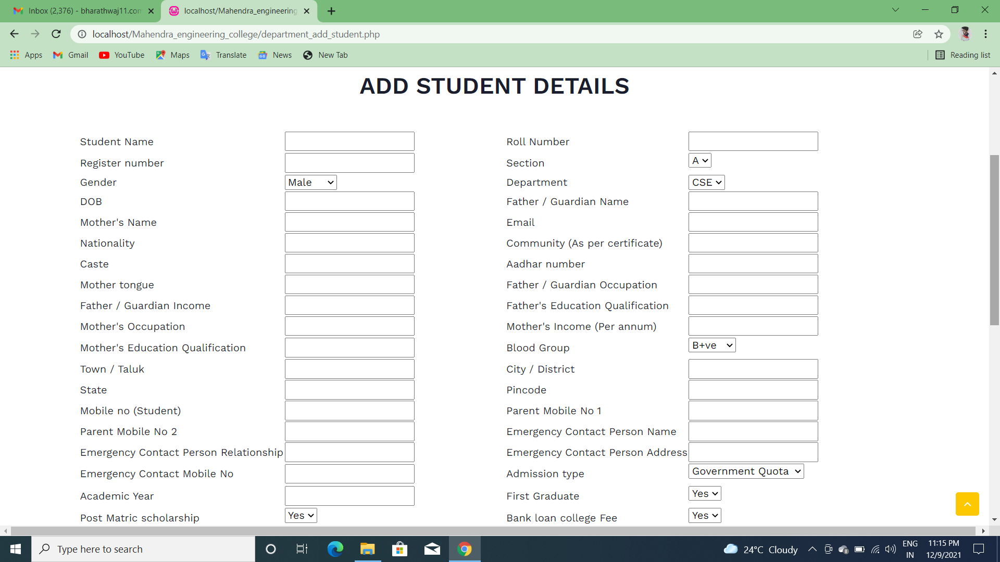 Inbox (2,376) - bharathwaj11.com
localhost/Mahendra_engineering
localhost/Mahendra_engineering_college/department_add_student.php
Apps Gmail YouTube Maps Translate News New Tab Reading list
ADD STUDENT DETAILS
Student Name Roll Number
Register number Section A
Gender Male Department CSE
DOB Father / Guardian Name
Mother's Name Email
Nationality Community (As per certificate)
Caste Aadhar number
Mother tongue Father / Guardian Occupation
Father / Guardian Income Father's Education Qualification
Mother's Occupation Mother's Income (Per annum)
Mother's Education Qualification Blood Group B+ve
Town / Taluk City / District
State Pincode
Mobile no (Student) Parent Mobile No 1
Parent Mobile No 2 Emergency Contact Person Name
Emergency Contact Person Relationship Emergency Contact Person Address
Emergency Contact Mobile No Admission type Government Quota
Academic Year First Graduate Yes
Post Matric scholarship Yes Bank loan college Fee Yes
Type here to search
24°C Cloudy
ENG
IN
11:15 PM
12/9/2021